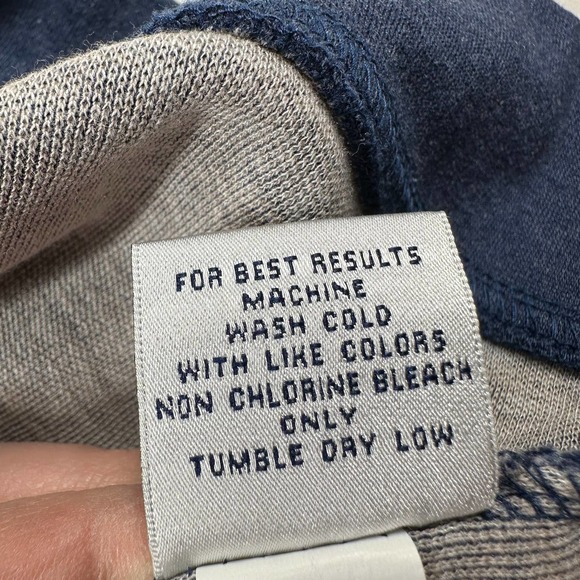 FOR BEST RESULTS
MACHINE
WASH COLD
WITH LIKE COLORS
NON CHLORINE BLEACH
ONLY
TUMBLE DRY LOW